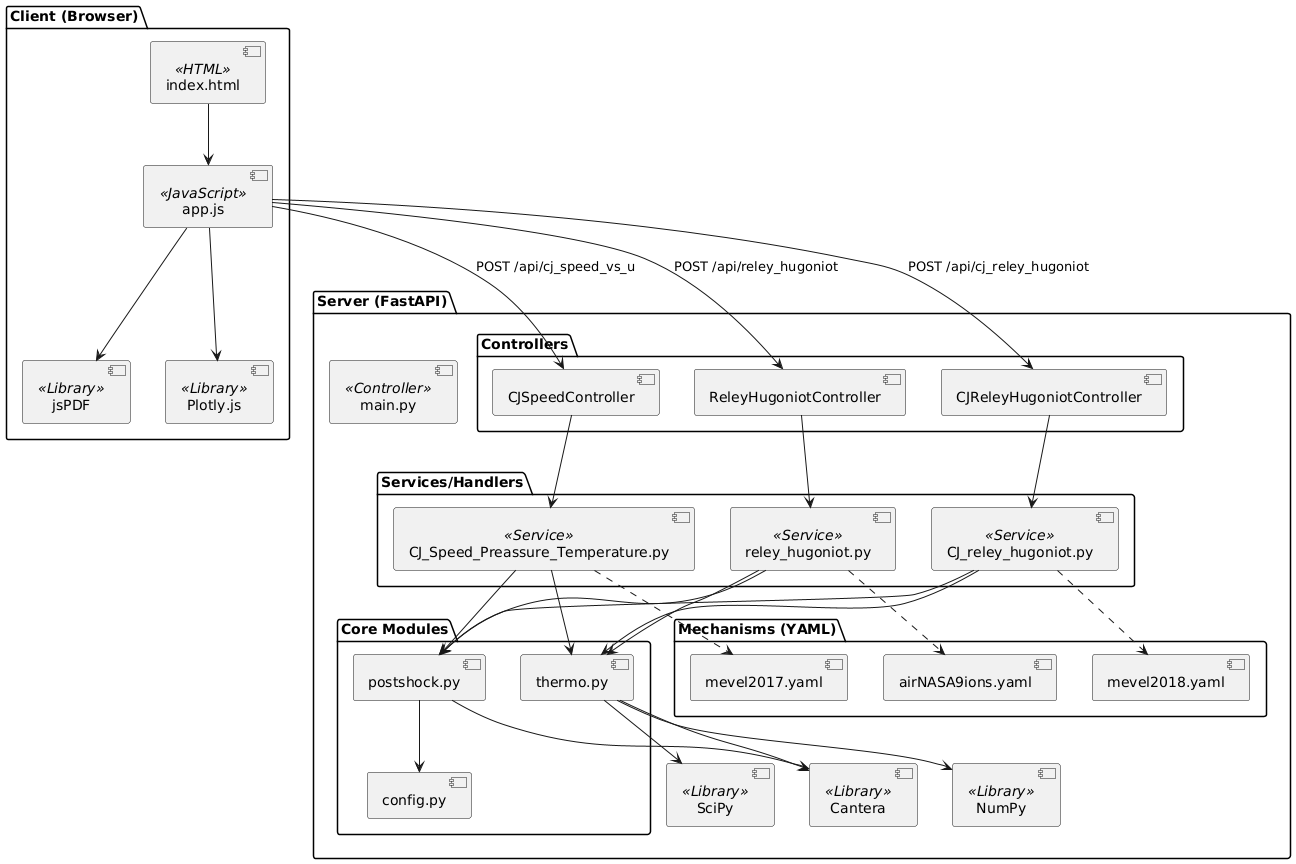 Client (Browser)
«HTML»
index.html
«JavaScript»
app.js
«Library»
jsPDF
«Library»
Plotly.js
POST /api/cj_speed_vs_u
POST /api/reley_hugoniot
POST /api/cj_reley_hugoniot
Server (FastAPI)
«Controller»
main.py
Controllers
CJSpeedController
ReleyHugoniotController
CJReleyHugoniotController
Services/Handlers
«Service»
CJ_Speed_Preassure_Temperature.py
«Service»
reley_hugoniot.py
«Service»
CJ_reley_hugoniot.py
Core Modules
postshock.py
thermo.py
config.py
Mechanisms (YAML)
mevel2017.yaml
airNASA9ions.yaml
mevel2018.yaml
«Library»
SciPy
«Library»
Cantera
«Library»
NumPy